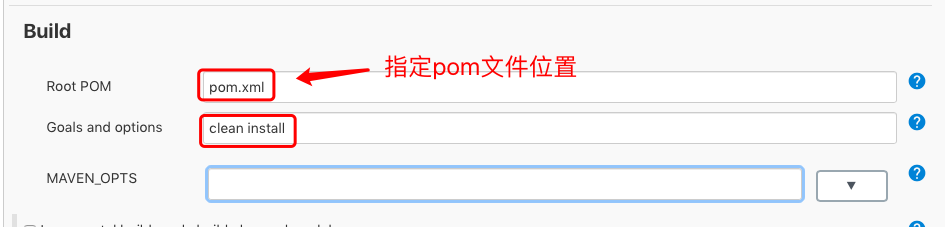 Build
指定pom文件位置
Root POM
pom.xml
Goals and options
clean install
MAVEN_OPTS